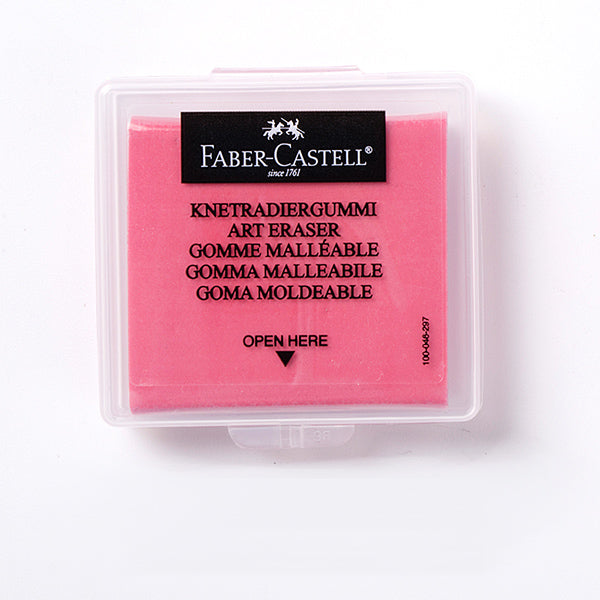 FABER-CASTELL®
since 1761
KNETRADIERGUMMI
ART ERASER
GOMME MALLÉABLE
GOMMA MALLEABILE
GOMA MOLDEABLE
OPEN HERE
100-046-297